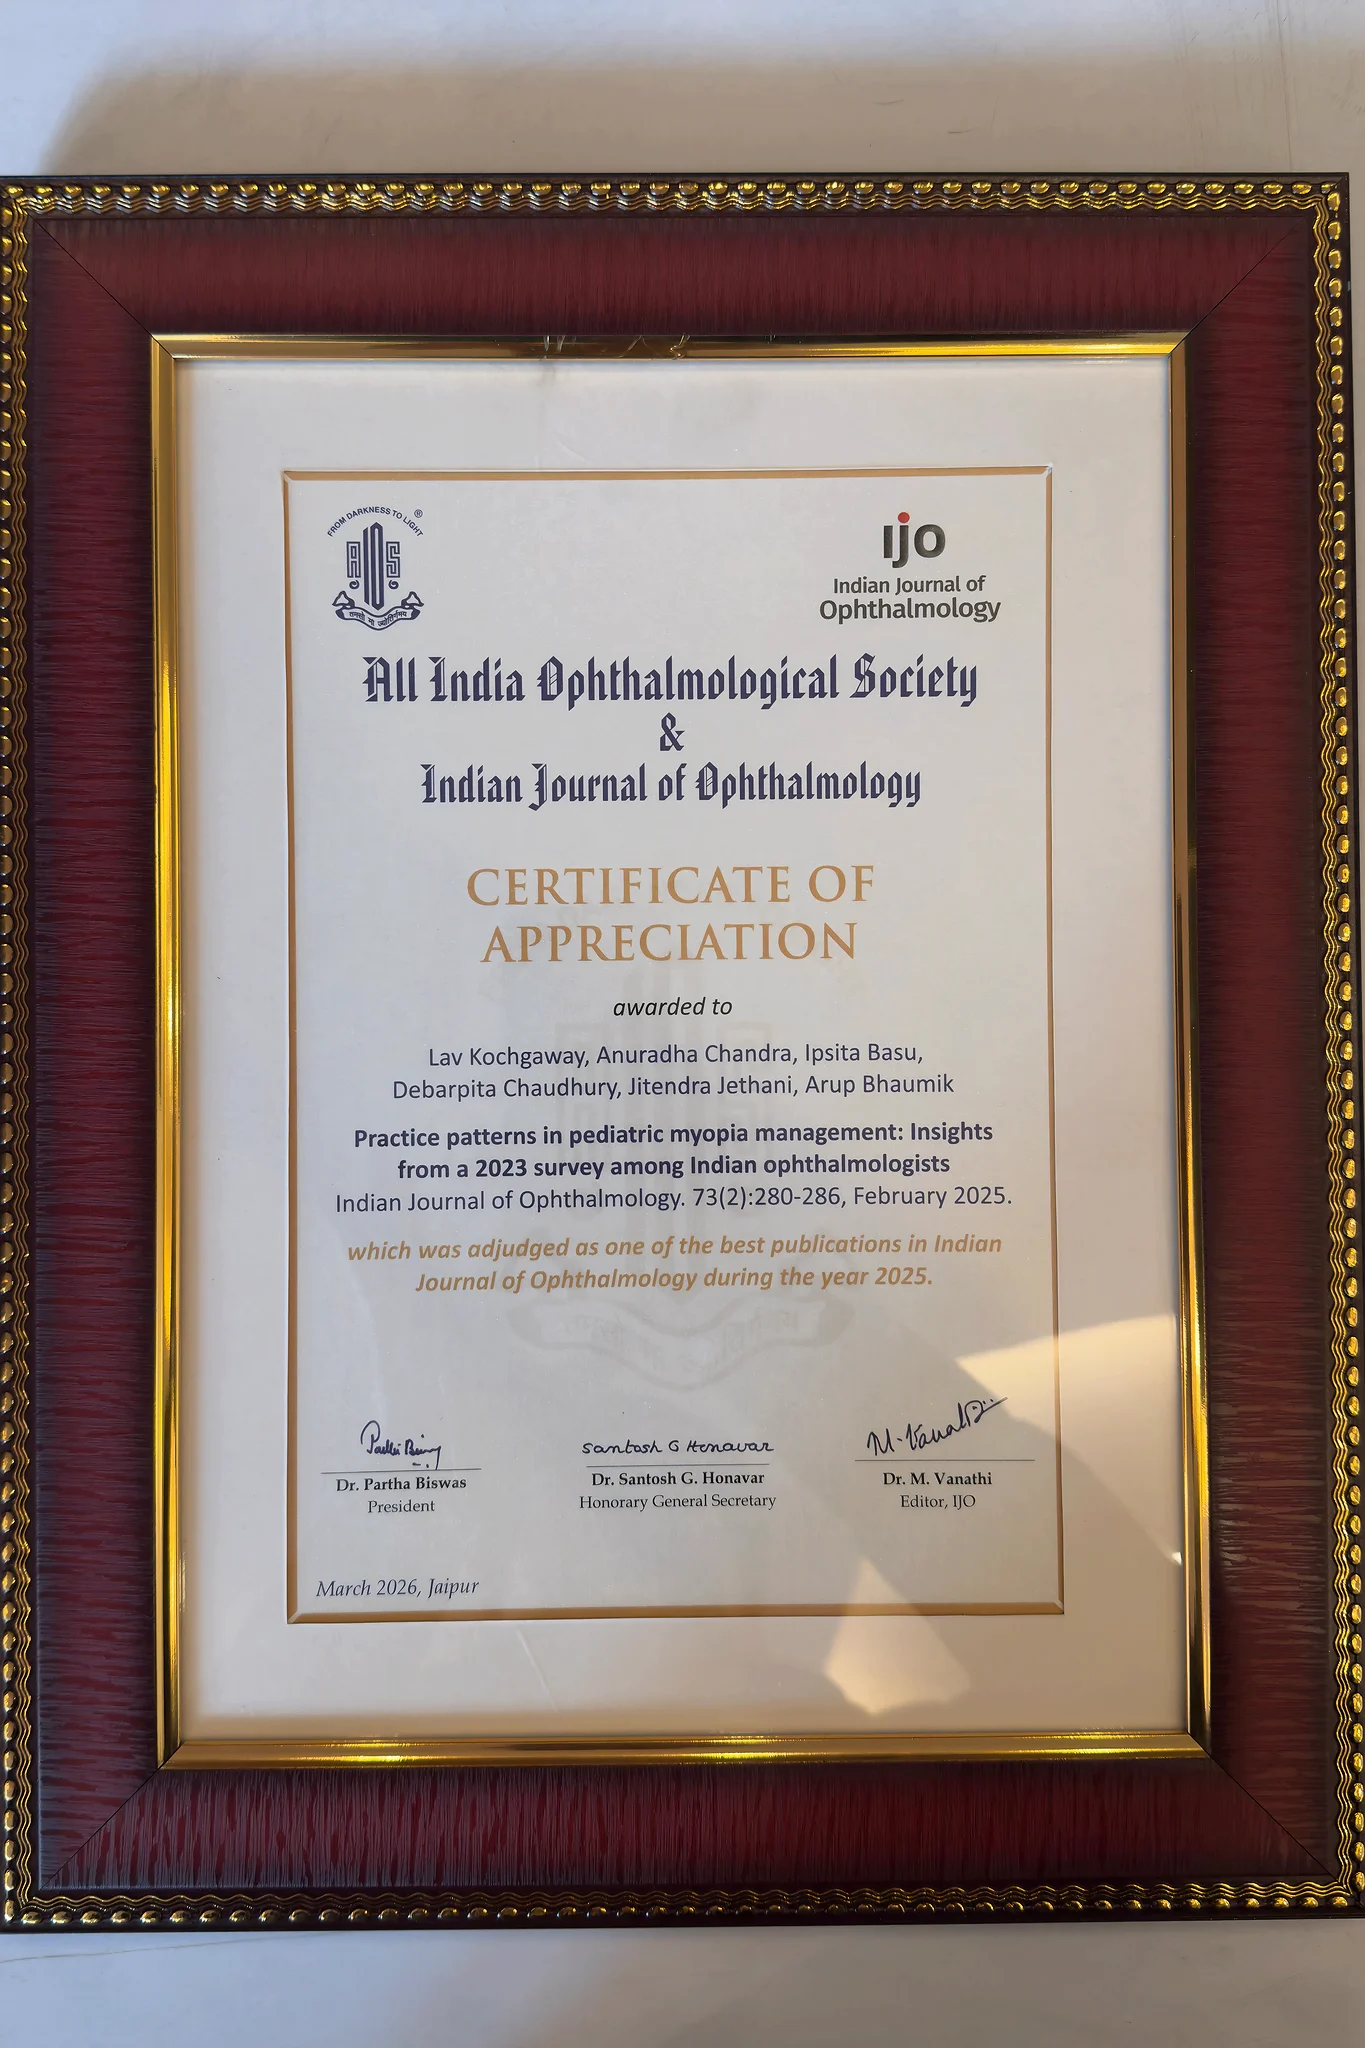 FROM DARKNESS TO LIGHT ®
AIOS
तमसो मा ज्योतिर्गमय
ijo
Indian Journal of
Ophthalmology
All India Ophthalmological Society
&
Indian Journal of Ophthalmology
CERTIFICATE OF
APPRECIATION
awarded to
Lav Kochgaway, Anuradha Chandra, Ipsita Basu,
Debarpita Chaudhury, Jitendra Jethani, Arup Bhaumik
Practice patterns in pediatric myopia management: Insights
from a 2023 survey among Indian ophthalmologists
Indian Journal of Ophthalmology. 73(2):280-286, February 2025.
which was adjudged as one of the best publications in Indian
Journal of Ophthalmology during the year 2025.
Santosh G Honavar
M. Vanathi
Dr. Partha Biswas
President
Dr. Santosh G. Honavar
Honorary General Secretary
Dr. M. Vanathi
Editor, IJO
March 2026, Jaipur